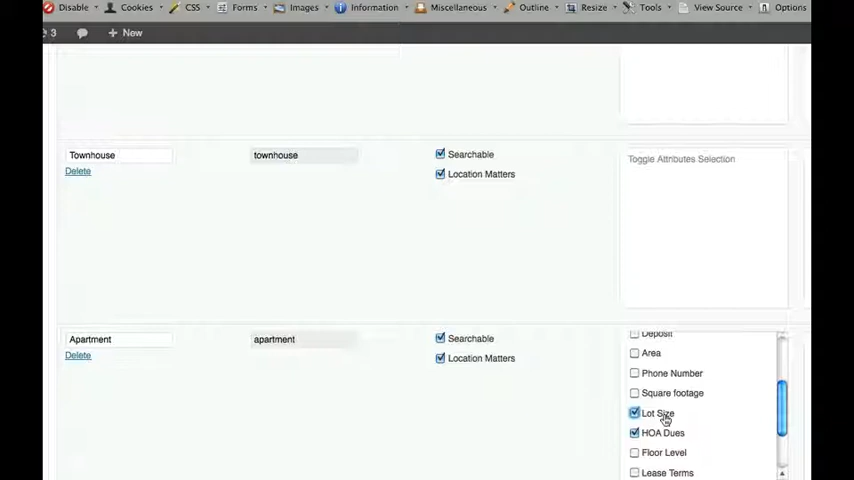 Disable Cookies CSS Forms Images Information Miscellaneous Outline Resize Tools View Source Options
3 New
Townhouse townhouse Searchable Toggle Attributes Selection
Delete Location Matters
Deposit
Apartment apartment Searchable
Delete Location Matters Area
Phone Number
Square footage
Lot Size
HOA Dues
Floor Level
Lease Terms